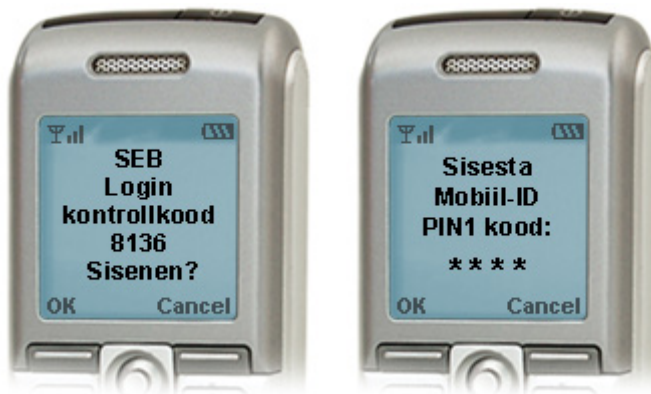 SEB
Login
kontrollkood
8136
Sisenen?
OK Cancel
Sisesta
Mobiil-ID
PIN1 kood:
****
OK Cancel